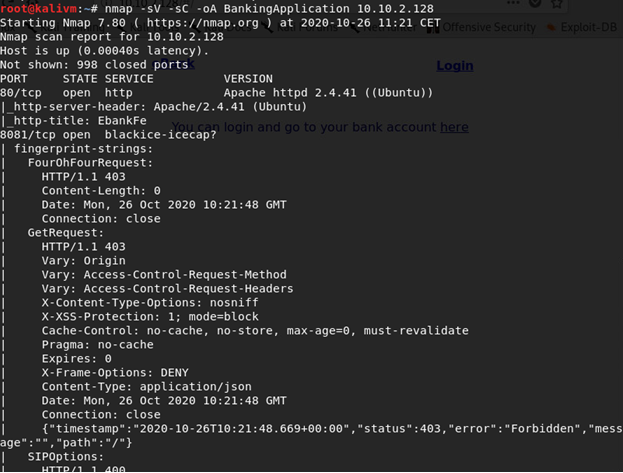 root@kalivm:~# nmap -sV -sC -oA BankingApplication 10.10.2.128
Starting Nmap 7.80 ( https://nmap.org ) at 2020-10-26 11:21 CET
Nmap scan report for 10.10.2.128
Host is up (0.00040s latency).
Offensive Security Exploit-DB
Not shown: 998 closed ports
Login
PORT     STATE SERVICE         VERSION
80/tcp   open  http            Apache httpd 2.4.41 ((Ubuntu))
|_http-server-header: Apache/2.4.41 (Ubuntu)
|_http-title: EbankFe
You can login and go to your bank account here
8081/tcp open  blackice-icecap?
| fingerprint-strings:
|   FourOhFourRequest:
|     HTTP/1.1 403
|     Content-Length: 0
|     Date: Mon, 26 Oct 2020 10:21:48 GMT
|     Connection: close
|   GetRequest:
|     HTTP/1.1 403
|     Vary: Origin
|     Vary: Access-Control-Request-Method
|     Vary: Access-Control-Request-Headers
|     X-Content-Type-Options: nosniff
|     X-XSS-Protection: 1; mode=block
|     Cache-Control: no-cache, no-store, max-age=0, must-revalidate
|     Pragma: no-cache
|     Expires: 0
|     X-Frame-Options: DENY
|     Content-Type: application/json
|     Date: Mon, 26 Oct 2020 10:21:48 GMT
|     Connection: close
|     {"timestamp":"2020-10-26T10:21:48.669+00:00","status":403,"error":"Forbidden","mess
age":"","path":"/"}
|   SIPOptions:
|     HTTP/1.1 400